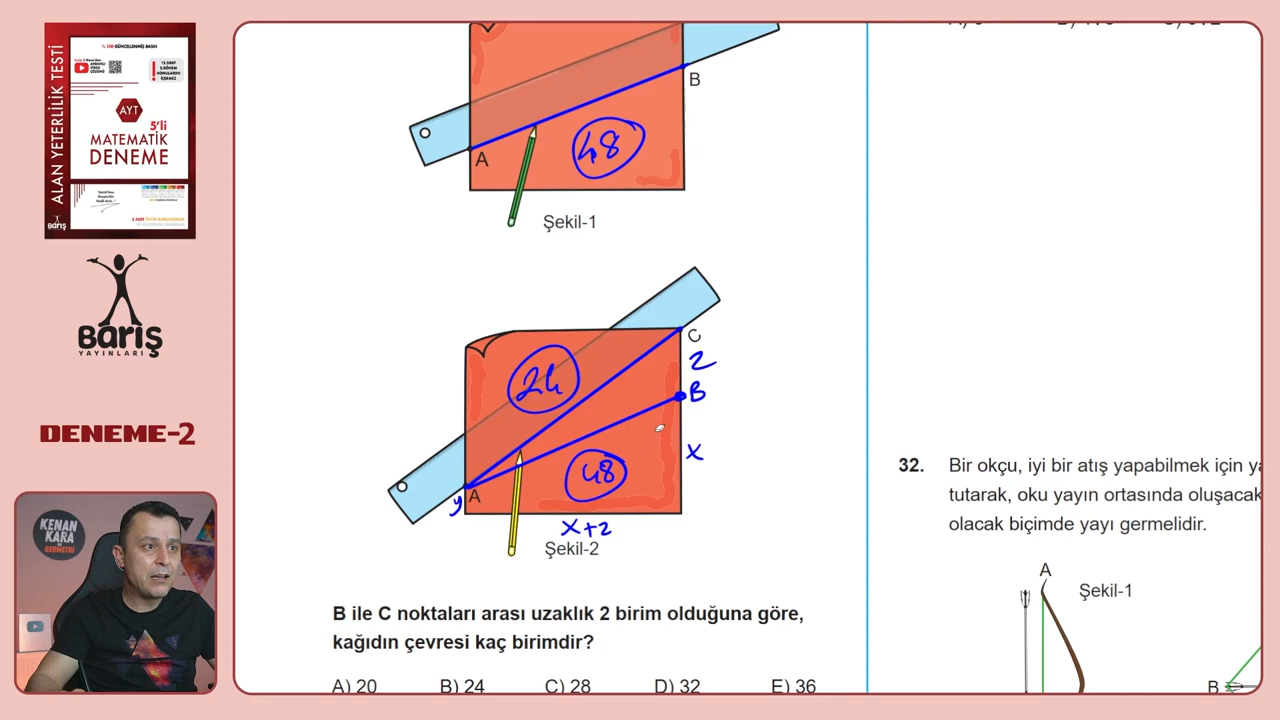 ALAN YETERLİLİK TESTİ
% 100 GÜNCELLENMİŞ BASKI
AYT
5'li
MATEMATİK
DENEME
BARIŞ
Barış
YAYINLARI
DENEME-2
KENAN
KARA
ile
GEOMETRİ
B
A
48
Şekil-1
C
2
24
B
x
48
A
y
x+2
Şekil-2
B ile C noktaları arası uzaklık 2 birim olduğuna göre,
kağıdın çevresi kaç birimdir?
A) 20 B) 24 C) 28 D) 32 E) 36
32. Bir okçu, iyi bir atış yapabilmek için ya
tutarak, oku yayın ortasında oluşacak
olacak biçimde yayı germelidir.
A
Şekil-1
B